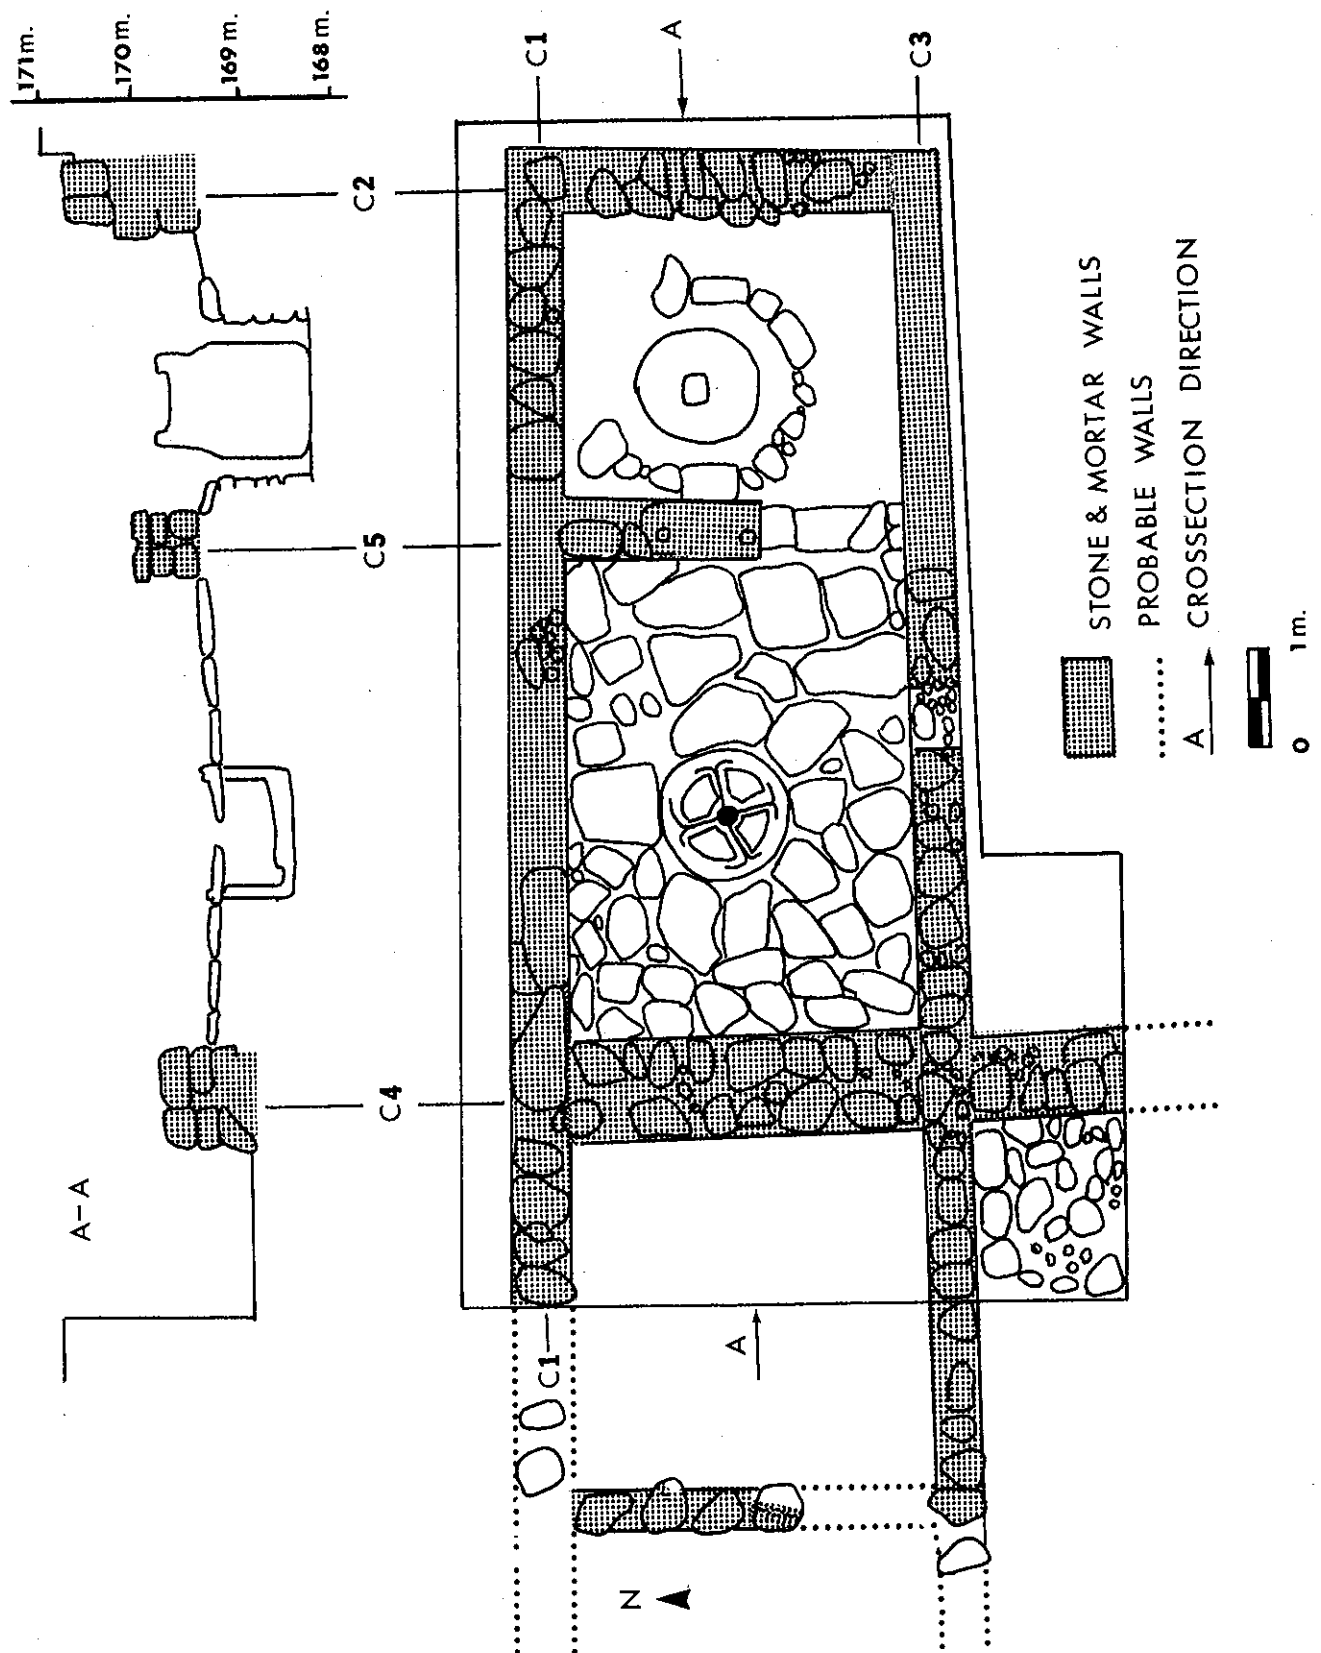 171m.
170m.
169m.
168m.
A-A
C2
C5
C4
C1
A
C3
C1
A
N
STONE & MORTAR WALLS
PROBABLE WALLS
A CROSSECTION DIRECTION
0 1m.